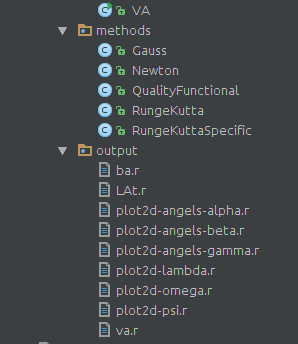 VA
methods
Gauss
Newton
QualityFunctional
RungeKutta
RungeKuttaSpecific
output
ba.r
LAt.r
plot2d-angels-alpha.r
plot2d-angels-beta.r
plot2d-angels-gamma.r
plot2d-lambda.r
plot2d-omega.r
plot2d-psi.r
va.r